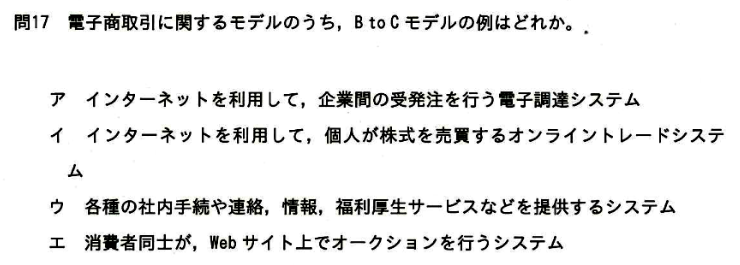 問17 電子商取引に関するモデルのうち，B to C モデルの例はどれか。
ア インターネットを利用して，企業間の受発注を行う電子調達システム
イ インターネットを利用して，個人が株式を売買するオンライントレードシステ
ム
ウ 各種の社内手続や連絡，情報，福利厚生サービスなどを提供するシステム
エ 消費者同士が，Web サイト上でオークションを行うシステム